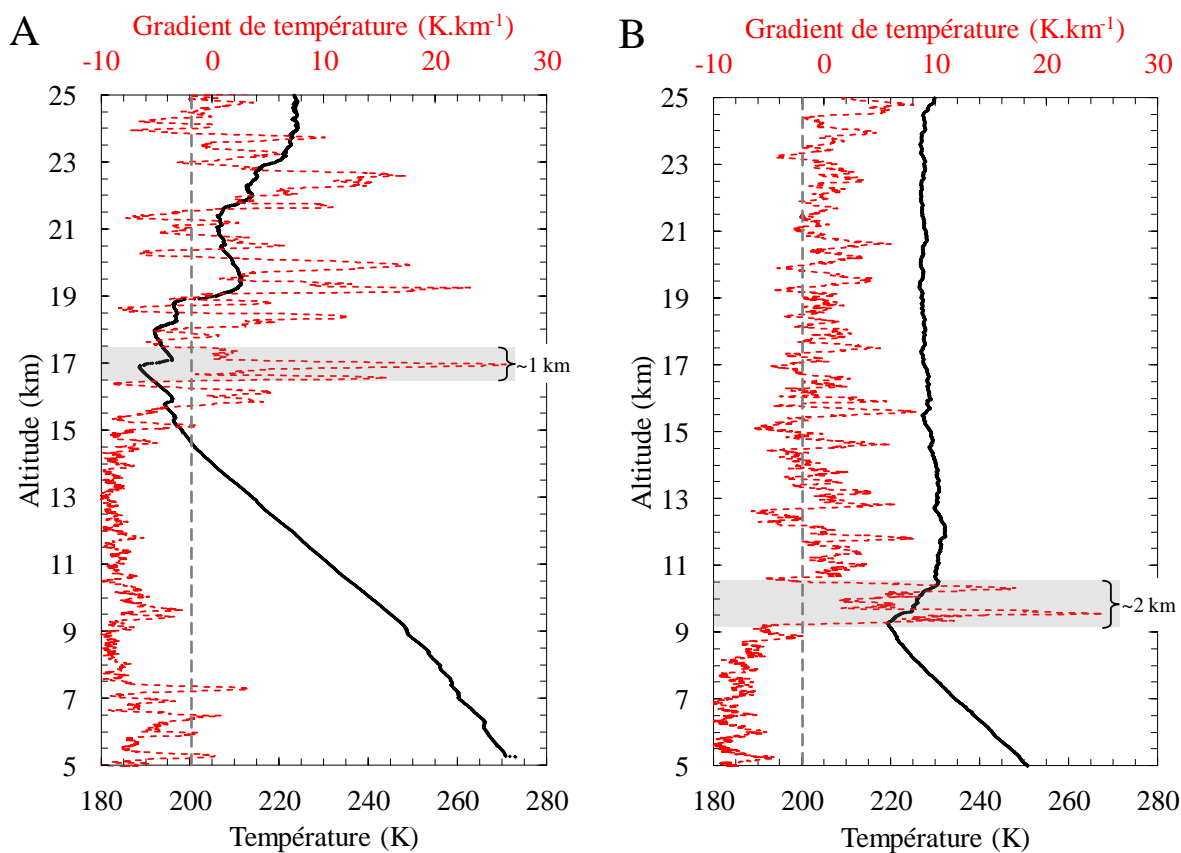 A
Gradient de température (K.km-1)
-10 0 10 20 30
25
23
21
19
17
15
13
11
9
7
5
Altitude (km)
~1 km
180 200 220 240 260 280
Température (K)
B
Gradient de température (K.km-1)
-10 0 10 20 30
25
23
21
19
17
15
13
11
9
7
5
Altitude (km)
~2 km
180 200 220 240 260 280
Température (K)